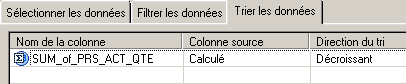 Sélectionner les données Filtrer les données Trier les données
Nom de la colonne Colonne source Direction du tri
SUM_of_PRS_ACT_QTE Calculé Décroissant